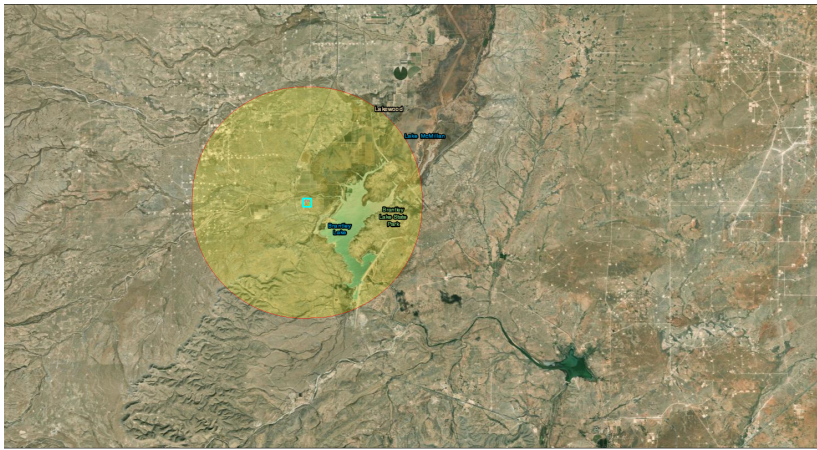 Lakewood
Lake McMillan
Brantley
Lake State
Park
Brantley
Lake